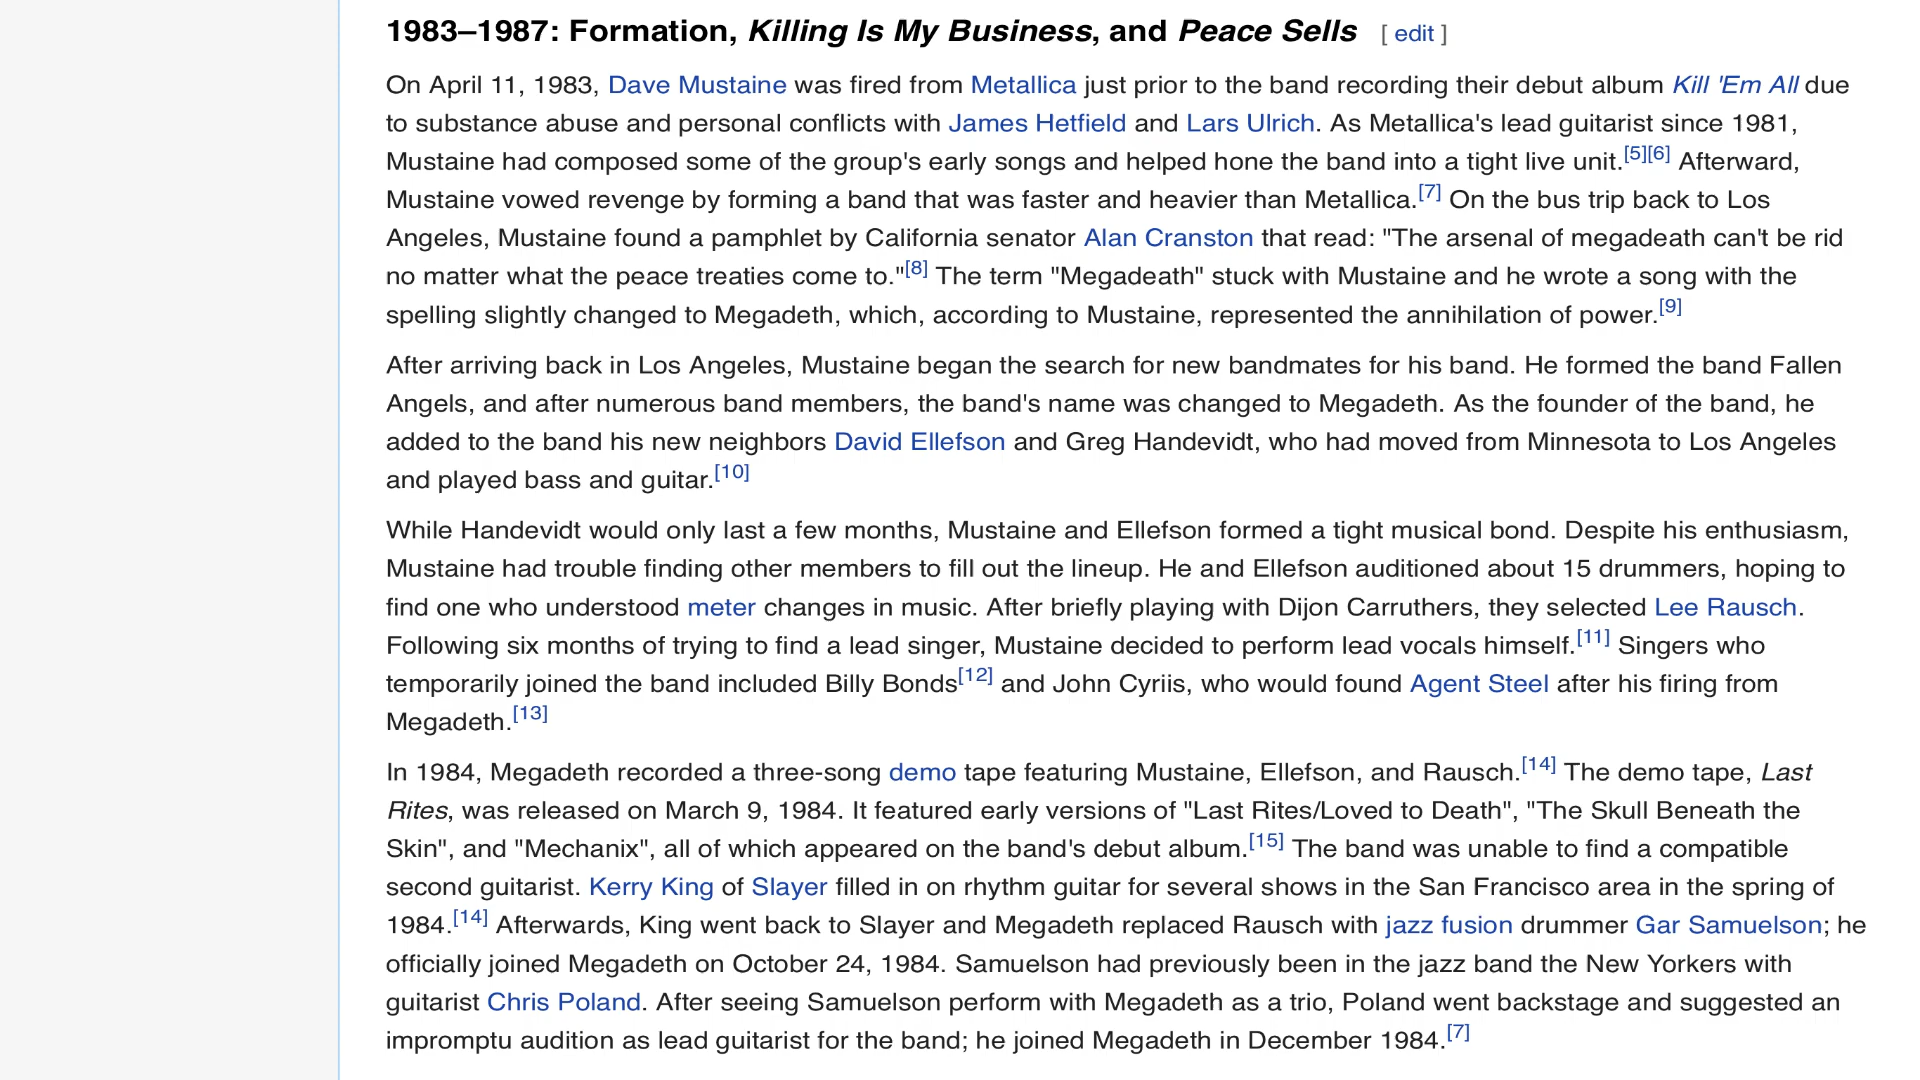 1983–1987: Formation, Killing Is My Business, and Peace Sells [ edit ]
On April 11, 1983, Dave Mustaine was fired from Metallica just prior to the band recording their debut album Kill 'Em All due
to substance abuse and personal conflicts with James Hetfield and Lars Ulrich. As Metallica's lead guitarist since 1981,
Mustaine had composed some of the group's early songs and helped hone the band into a tight live unit.[5][6] Afterward,
Mustaine vowed revenge by forming a band that was faster and heavier than Metallica.[7] On the bus trip back to Los
Angeles, Mustaine found a pamphlet by California senator Alan Cranston that read: "The arsenal of megadeath can't be rid
no matter what the peace treaties come to."[8] The term "Megadeath" stuck with Mustaine and he wrote a song with the
spelling slightly changed to Megadeth, which, according to Mustaine, represented the annihilation of power.[9]
After arriving back in Los Angeles, Mustaine began the search for new bandmates for his band. He formed the band Fallen
Angels, and after numerous band members, the band's name was changed to Megadeth. As the founder of the band, he
added to the band his new neighbors David Ellefson and Greg Handevidt, who had moved from Minnesota to Los Angeles
and played bass and guitar.[10]
While Handevidt would only last a few months, Mustaine and Ellefson formed a tight musical bond. Despite his enthusiasm,
Mustaine had trouble finding other members to fill out the lineup. He and Ellefson auditioned about 15 drummers, hoping to
find one who understood meter changes in music. After briefly playing with Dijon Carruthers, they selected Lee Rausch.
Following six months of trying to find a lead singer, Mustaine decided to perform lead vocals himself.[11] Singers who
temporarily joined the band included Billy Bonds[12] and John Cyriis, who would found Agent Steel after his firing from
Megadeth.[13]
In 1984, Megadeth recorded a three-song demo tape featuring Mustaine, Ellefson, and Rausch.[14] The demo tape, Last
Rites, was released on March 9, 1984. It featured early versions of "Last Rites/Loved to Death", "The Skull Beneath the
Skin", and "Mechanix", all of which appeared on the band's debut album.[15] The band was unable to find a compatible
second guitarist. Kerry King of Slayer filled in on rhythm guitar for several shows in the San Francisco area in the spring of
1984.[14] Afterwards, King went back to Slayer and Megadeth replaced Rausch with jazz fusion drummer Gar Samuelson; he
officially joined Megadeth on October 24, 1984. Samuelson had previously been in the jazz band the New Yorkers with
guitarist Chris Poland. After seeing Samuelson perform with Megadeth as a trio, Poland went backstage and suggested an
impromptu audition as lead guitarist for the band; he joined Megadeth in December 1984.[7]